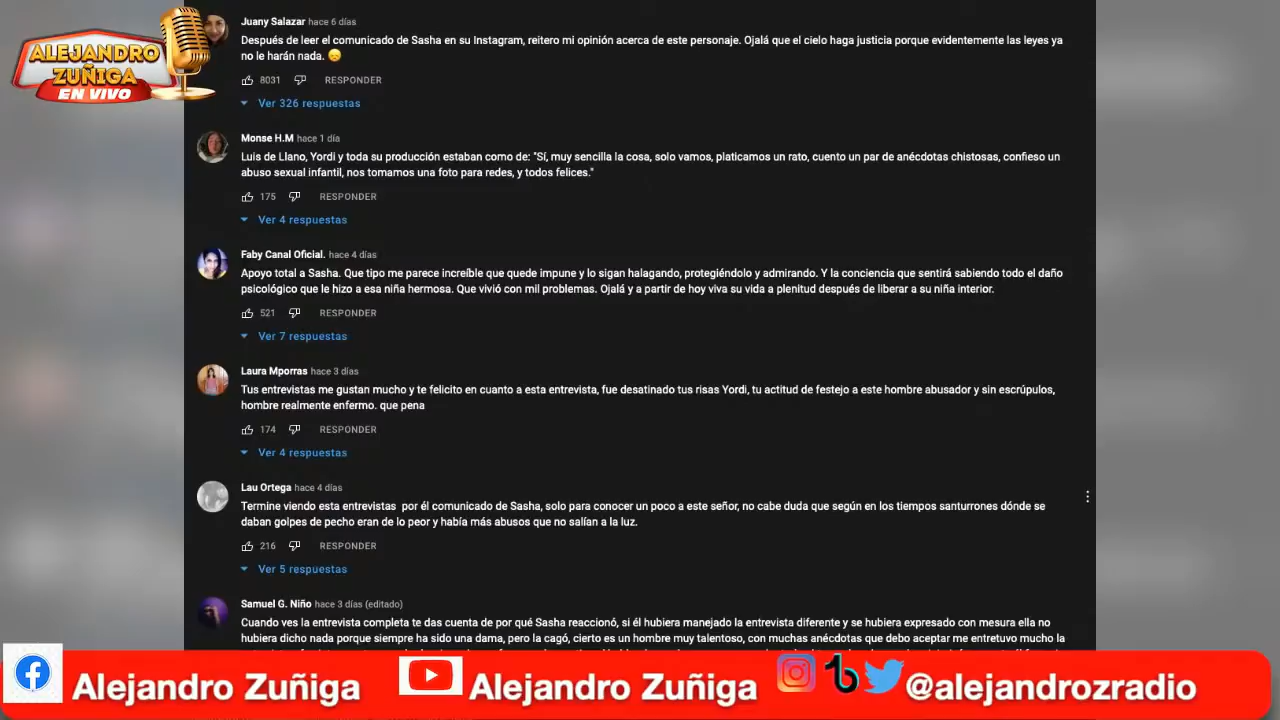 ALEJANDRO
ZUÑIGA
EN VIVO
Juany Salazar hace 6 días
Después de leer el comunicado de Sasha en su Instagram, reitero mi opinión acerca de este personaje. Ojalá que el cielo haga justicia porque evidentemente las leyes ya
no le harán nada. 😞
8031 RESPONDER
Ver 326 respuestas
Monse H.M hace 1 día
Luis de Llano, Yordi y toda su producción estaban como de: "Sí, muy sencilla la cosa, solo vamos, platicamos un rato, cuento un par de anécdotas chistosas, confieso un
abuso sexual infantil, nos tomamos una foto para redes, y todos felices."
175 RESPONDER
Ver 4 respuestas
Faby Canal Oficial. hace 4 días
Apoyo total a Sasha. Que tipo me parece increíble que quede impune y lo sigan halagando, protegiéndolo y admirando. Y la conciencia que sentirá sabiendo todo el daño
psicológico que le hizo a esa niña hermosa. Que vivió con mil problemas. Ojalá y a partir de hoy viva su vida a plenitud después de liberar a su niña interior.
521 RESPONDER
Ver 7 respuestas
Laura Mporras hace 3 días
Tus entrevistas me gustan mucho y te felicito en cuanto a esta entrevista, fue desatinado tus risas Yordi, tu actitud de festejo a este hombre abusador y sin escrúpulos,
hombre realmente enfermo. que pena
174 RESPONDER
Ver 4 respuestas
Lau Ortega hace 4 días
Termine viendo esta entrevistas por él comunicado de Sasha, solo para conocer un poco a este señor, no cabe duda que según en los tiempos santurrones dónde se
daban golpes de pecho eran de lo peor y había más abusos que no salían a la luz.
216 RESPONDER
Ver 5 respuestas
Samuel G. Niño hace 3 días (editado)
Cuando ves la entrevista completa te das cuenta de por qué Sasha reaccionó, si él hubiera manejado la entrevista diferente y se hubiera expresado con mesura ella no
hubiera dicho nada porque siempre ha sido una dama, pero la cagó, cierto es un hombre muy talentoso, con muchas anécdotas que debo aceptar me entretuvo mucho la
Alejandro Zuñiga Alejandro Zuñiga @alejandrozradio